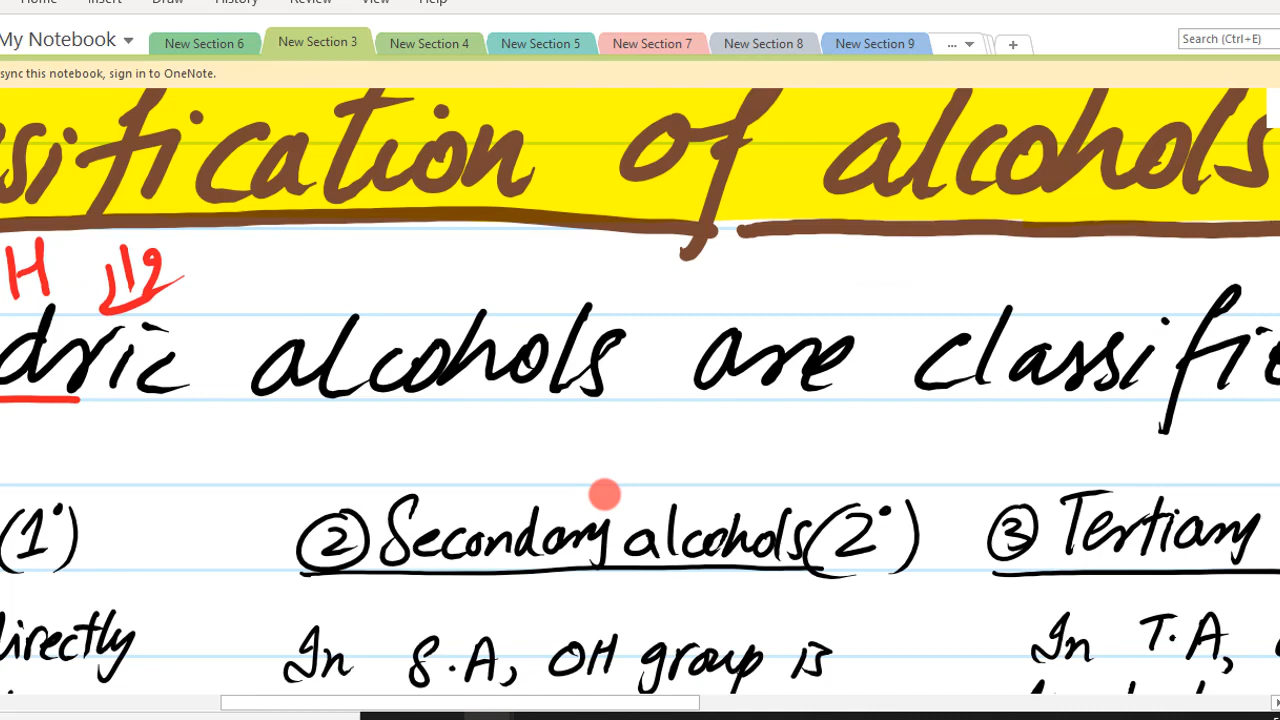 Home Insert Draw History Review View Help
My Notebook New Section 6 New Section 3 New Section 4 New Section 5 New Section 7 New Section 8 New Section 9 ... + Search (Ctrl+E)
sync this notebook, sign in to OneNote.
ssification of alcohols
H
dric alcohols are classifie
(1°) ② Secondary alcohols (2°) ③ Tertiary
directly In S.A, OH group is In T.A,